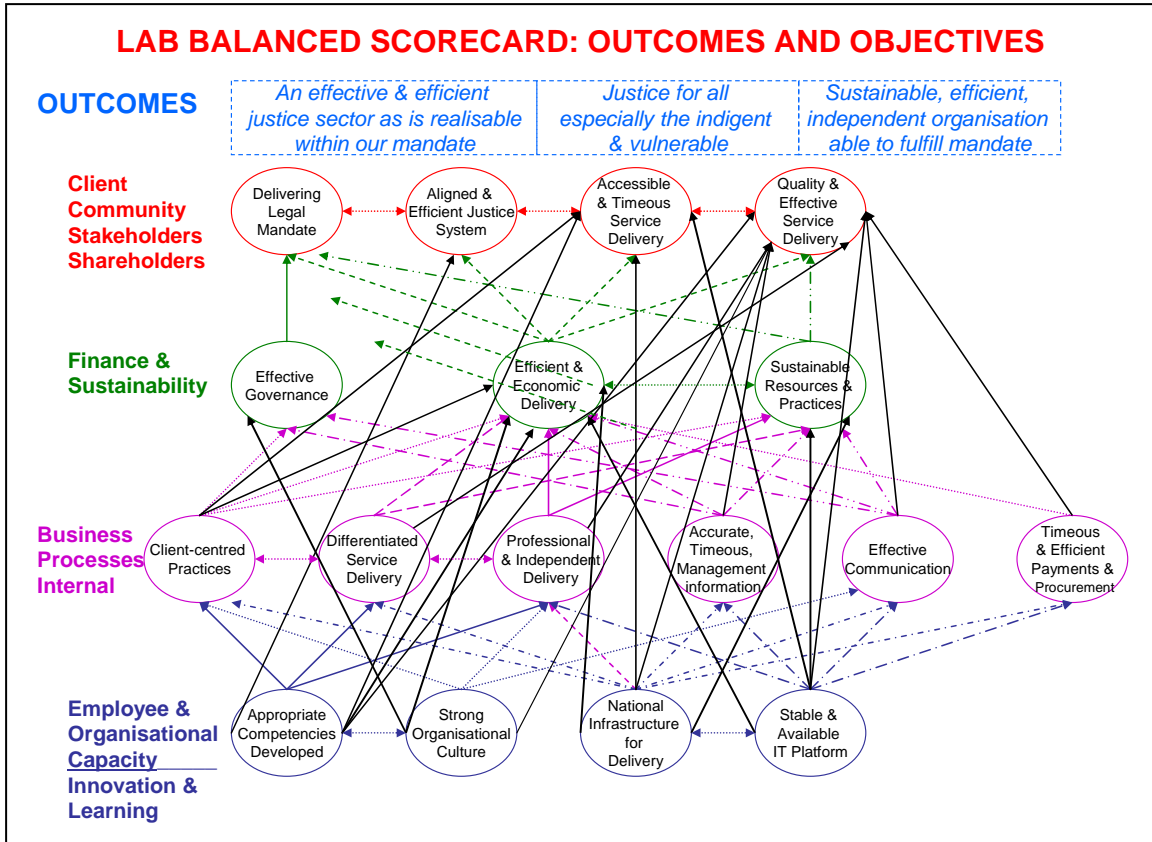 LAB BALANCED SCORECARD: OUTCOMES AND OBJECTIVES
OUTCOMES
An effective & efficient
justice sector as is realisable
within our mandate
Justice for all
especially the indigent
& vulnerable
Sustainable, efficient,
independent organisation
able to fulfill mandate
Client
Community
Stakeholders
Shareholders
Delivering
Legal
Mandate
Aligned &
Efficient Justice
System
Accessible
& Timeous
Service
Delivery
Quality &
Effective
Service
Delivery
Finance &
Sustainability
Effective
Governance
Efficient &
Economic
Delivery
Sustainable
Resources &
Practices
Business
Processes
Internal
Client-centred
Practices
Differentiated
Service
Delivery
Professional
& Independent
Delivery
Accurate,
Timeous,
Management
information
Effective
Communication
Timeous
& Efficient
Payments &
Procurement
Employee &
Organisational
Capacity
Innovation &
Learning
Appropriate
Competencies
Developed
Strong
Organisational
Culture
National
Infrastructure
for
Delivery
Stable &
Available
IT Platform